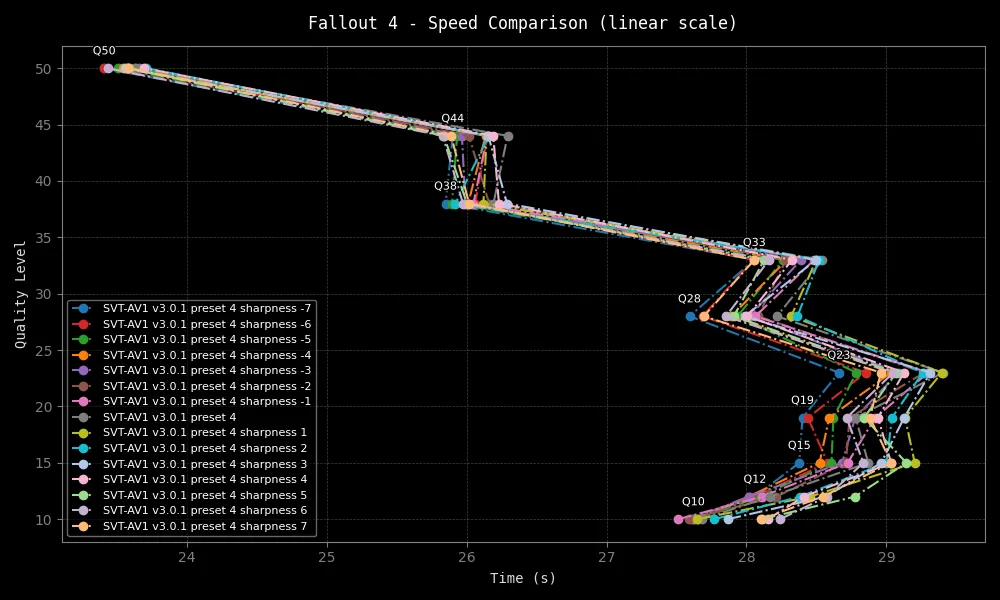 Fallout 4 - Speed Comparison (linear scale)
Q50
50
Q44
45
40
Q38
35
Q33
30
Q28
25
Q23
20
Q19
15
Q15
Q12
10
Q10
Quality Level
SVT-AV1 v3.0.1 preset 4 sharpness -7
SVT-AV1 v3.0.1 preset 4 sharpness -6
SVT-AV1 v3.0.1 preset 4 sharpness -5
SVT-AV1 v3.0.1 preset 4 sharpness -4
SVT-AV1 v3.0.1 preset 4 sharpness -3
SVT-AV1 v3.0.1 preset 4 sharpness -2
SVT-AV1 v3.0.1 preset 4 sharpness -1
SVT-AV1 v3.0.1 preset 4
SVT-AV1 v3.0.1 preset 4 sharpness 1
SVT-AV1 v3.0.1 preset 4 sharpness 2
SVT-AV1 v3.0.1 preset 4 sharpness 3
SVT-AV1 v3.0.1 preset 4 sharpness 4
SVT-AV1 v3.0.1 preset 4 sharpness 5
SVT-AV1 v3.0.1 preset 4 sharpness 6
SVT-AV1 v3.0.1 preset 4 sharpness 7
24 25 26 27 28 29
Time (s)